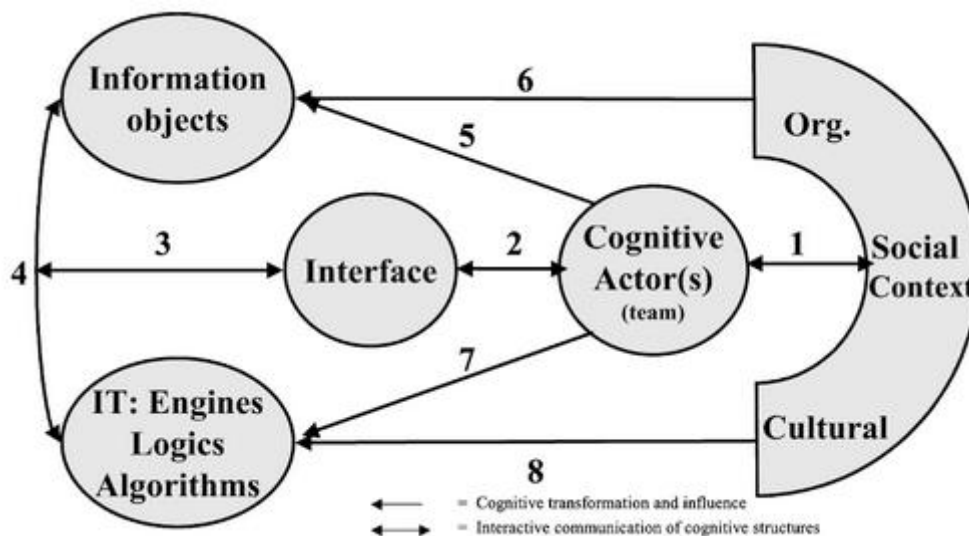 Information
objects
6
5
Org.
4
3
Interface
2
Cognitive
Actor(s)
(team)
1
Social
Context
7
IT: Engines
Logics
Algorithms
Cultural
8
= Cognitive transformation and influence
= Interactive communication of cognitive structures